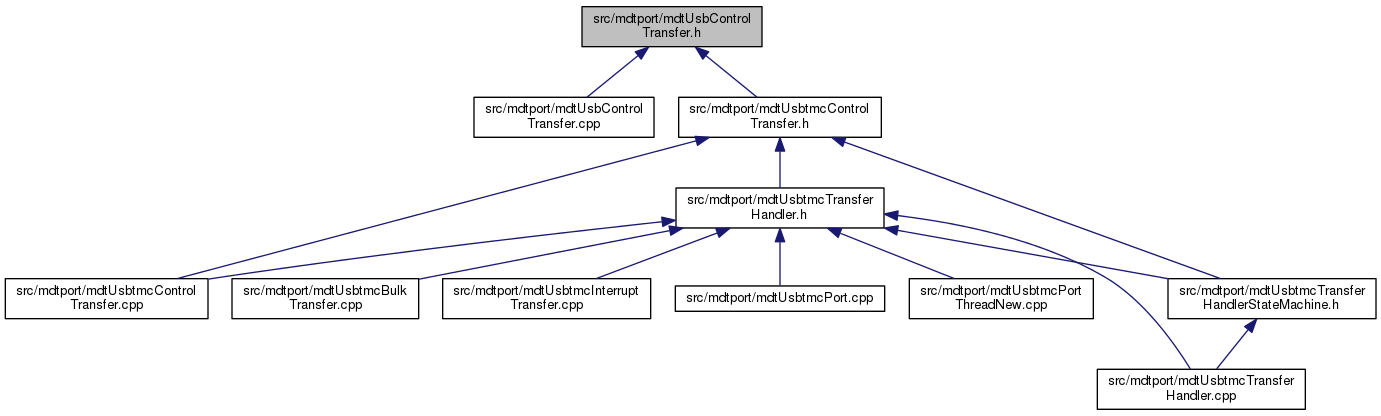 src/mdtport/mdtUsbControl
Transfer.h
src/mdtport/mdtUsbControl
Transfer.cpp
src/mdtport/mdtUsbtmcControl
Transfer.h
src/mdtport/mdtUsbtmcTransfer
Handler.h
src/mdtport/mdtUsbtmcControl
Transfer.cpp
src/mdtport/mdtUsbtmcBulk
Transfer.cpp
src/mdtport/mdtUsbtmcInterrupt
Transfer.cpp
src/mdtport/mdtUsbtmcPort.cpp
src/mdtport/mdtUsbtmcPort
ThreadNew.cpp
src/mdtport/mdtUsbtmcTransfer
HandlerStateMachine.h
src/mdtport/mdtUsbtmcTransfer
Handler.cpp